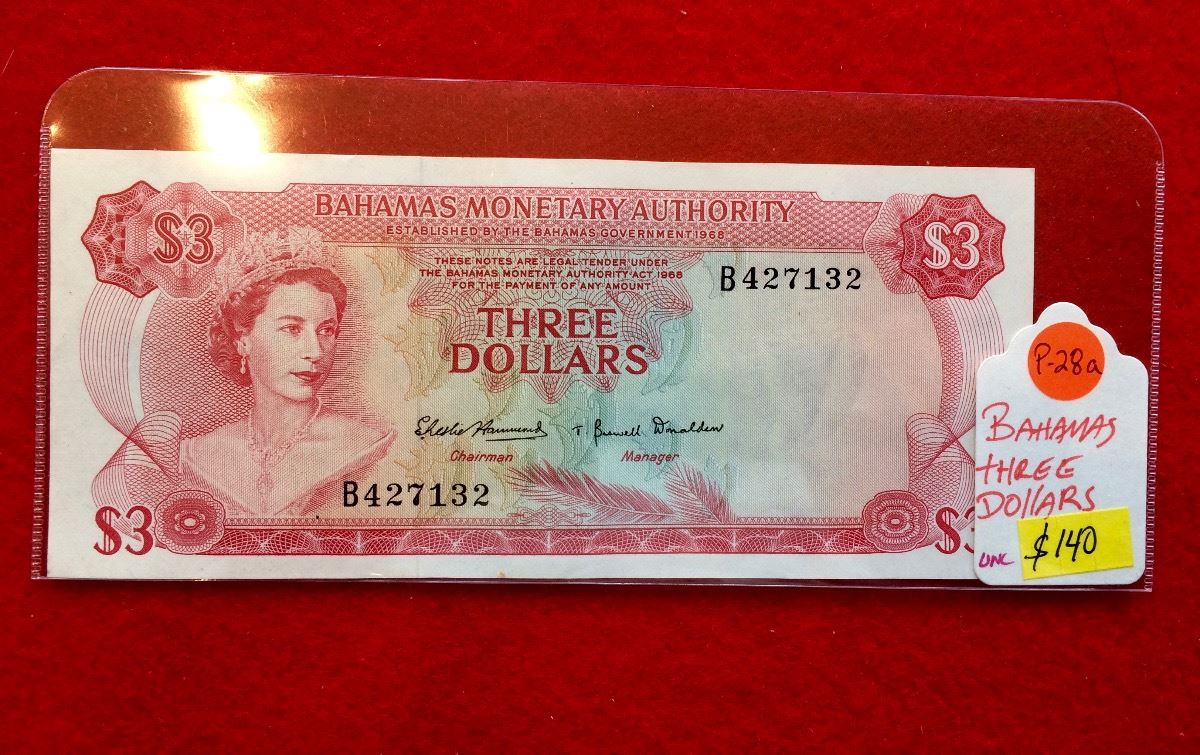 $3
BAHAMAS MONETARY AUTHORITY
ESTABLISHED BY THE BAHAMAS GOVERNMENT 1968
$3
THESE NOTES ARE LEGAL TENDER UNDER
THE BAHAMAS MONETARY AUTHORITY ACT 1968
FOR THE PAYMENT OF ANY AMOUNT
B427132
THREE
DOLLARS
Chairman
Manager
B427132
$3
$3
P-28a
BAHAMAS
THREE
DOllARS
UNC
$140